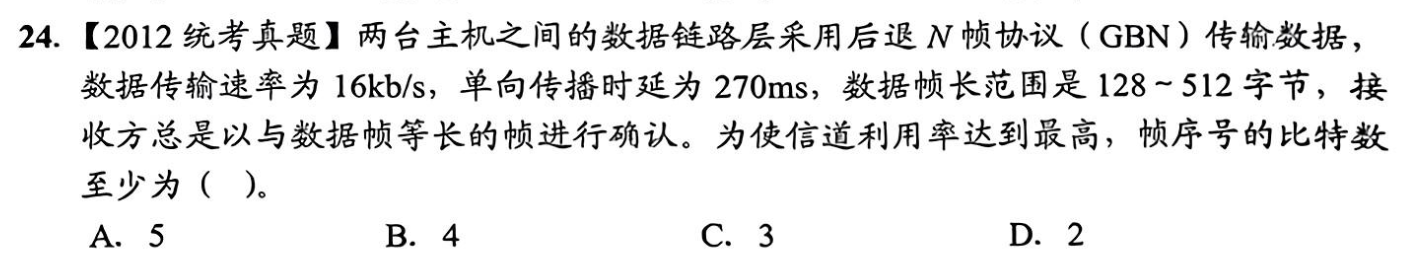 24.【2012 统考真题】两台主机之间的数据链路层采用后退 N 帧协议（GBN）传输数据，
数据传输速率为 16kb/s，单向传播时延为 270ms，数据帧长范围是 128 ~ 512 字节，接
收方总是以与数据帧等长的帧进行确认。为使信道利用率达到最高，帧序号的比特数
至少为（ ）。
A. 5 B. 4 C. 3 D. 2